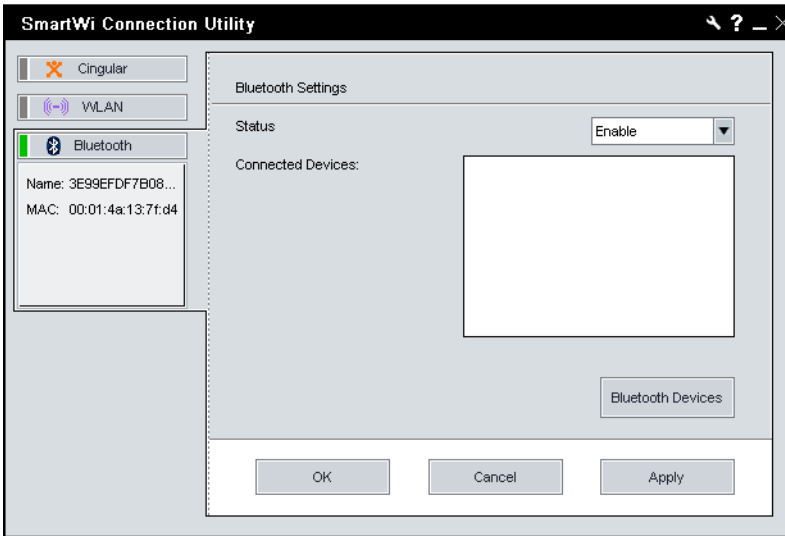 SmartWi Connection Utility
Cingular
WLAN
Bluetooth
Name: 3E99EFDF7B08...
MAC: 00:01:4a:13:7f:d4
Bluetooth Settings
Status
Enable
Connected Devices:
Bluetooth Devices
OK
Cancel
Apply